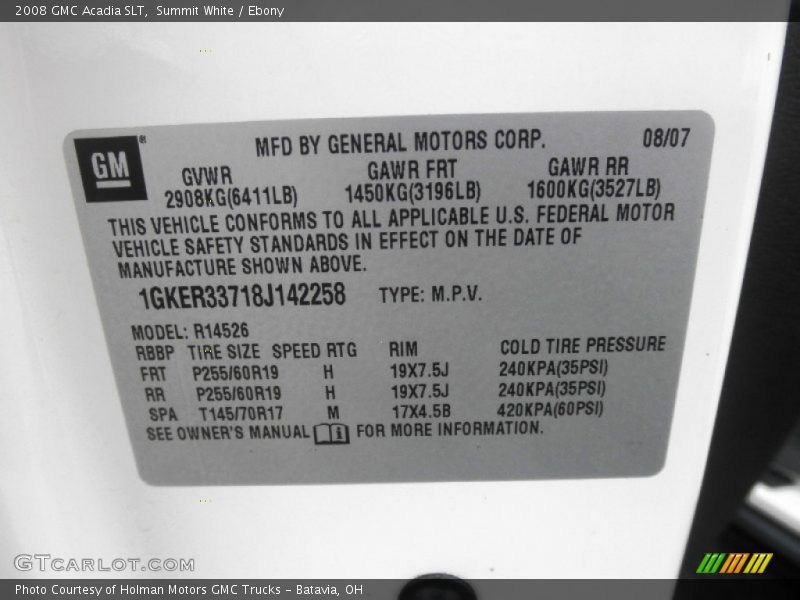 2008 GMC Acadia SLT,  Summit White / Ebony
GM®
MFD BY GENERAL MOTORS CORP. 08/07
GVWR GAWR FRT GAWR RR
2908KG(6411LB) 1450KG(3196LB) 1600KG(3527LB)
THIS VEHICLE CONFORMS TO ALL APPLICABLE U.S. FEDERAL MOTOR
VEHICLE SAFETY STANDARDS IN EFFECT ON THE DATE OF
MANUFACTURE SHOWN ABOVE.
1GKER33718J142258 TYPE: M.P.V.
MODEL: R14526
RBBP TIRE SIZE SPEED RTG RIM COLD TIRE PRESSURE
FRT P255/60R19 H 19X7.5J 240KPA(35PSI)
RR P255/60R19 H 19X7.5J 240KPA(35PSI)
SPA T145/70R17 M 17X4.5B 420KPA(60PSI)
SEE OWNER'S MANUAL FOR MORE INFORMATION.
GTCarLot.com
Photo Courtesy of Holman Motors GMC Trucks - Batavia, OH